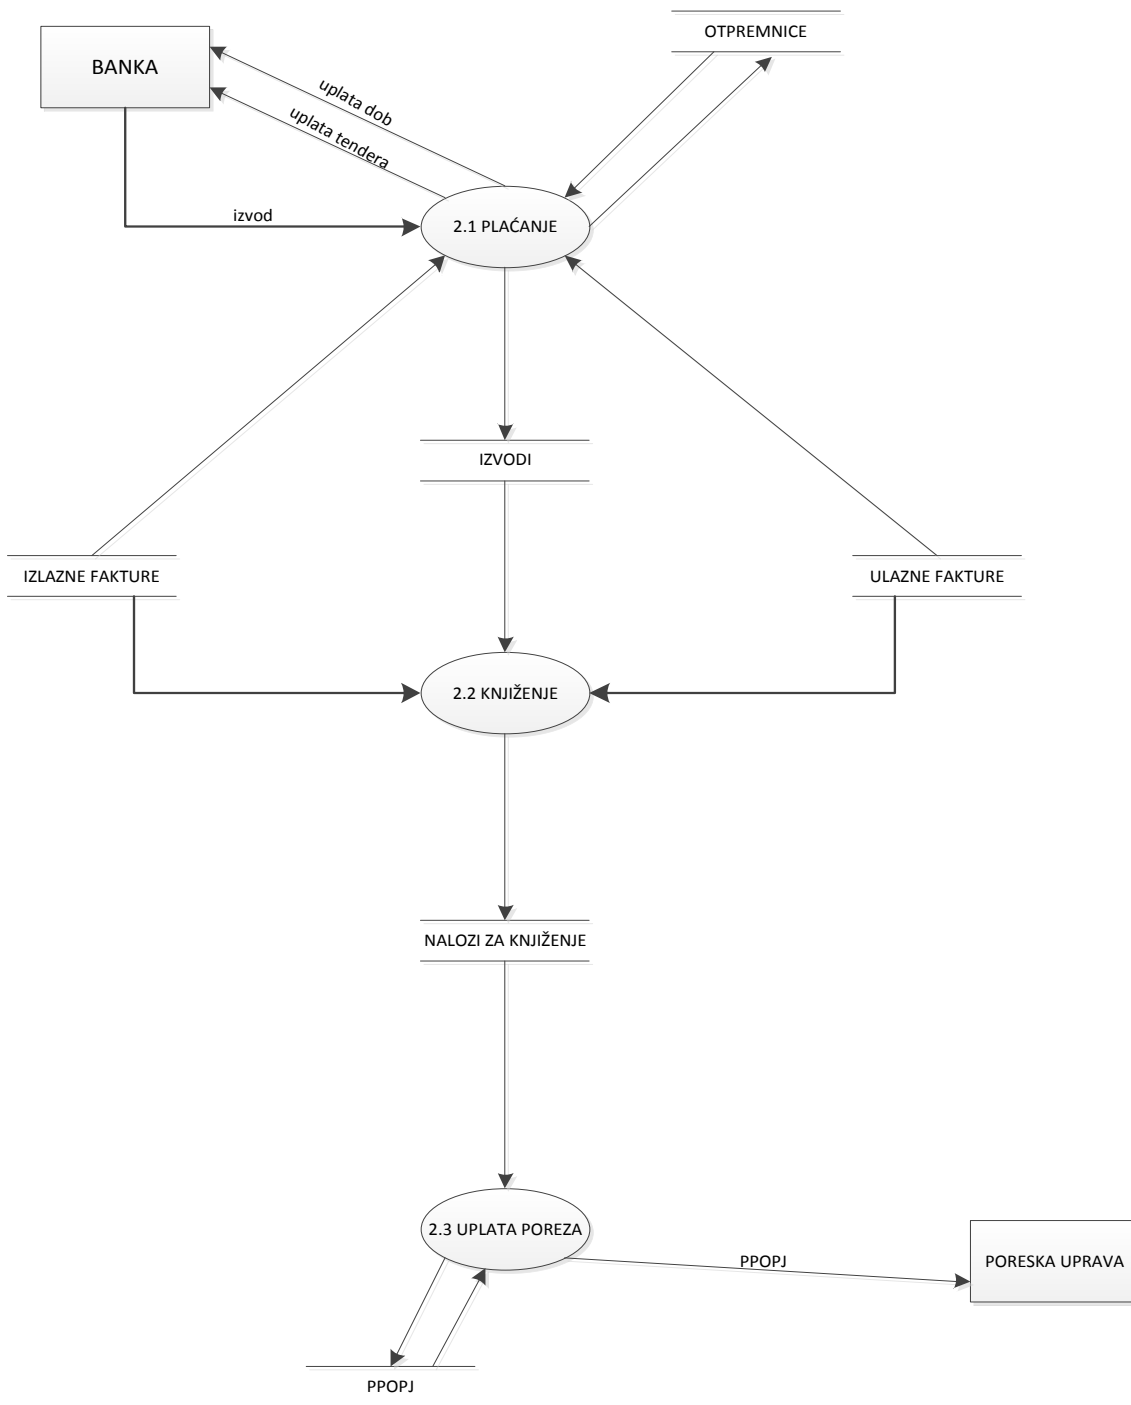 OTPREMNICE
BANKA
uplata dob
uplata tendera
izvod
2.1 PLAĆANJE
IZVODI
IZLAZNE FAKTURE
ULAZNE FAKTURE
2.2 KNJIŽENJE
NALOZI ZA KNJIŽENJE
2.3 UPLATA POREZA
PPOPJ
PORESKA UPRAVA
PPOPJ